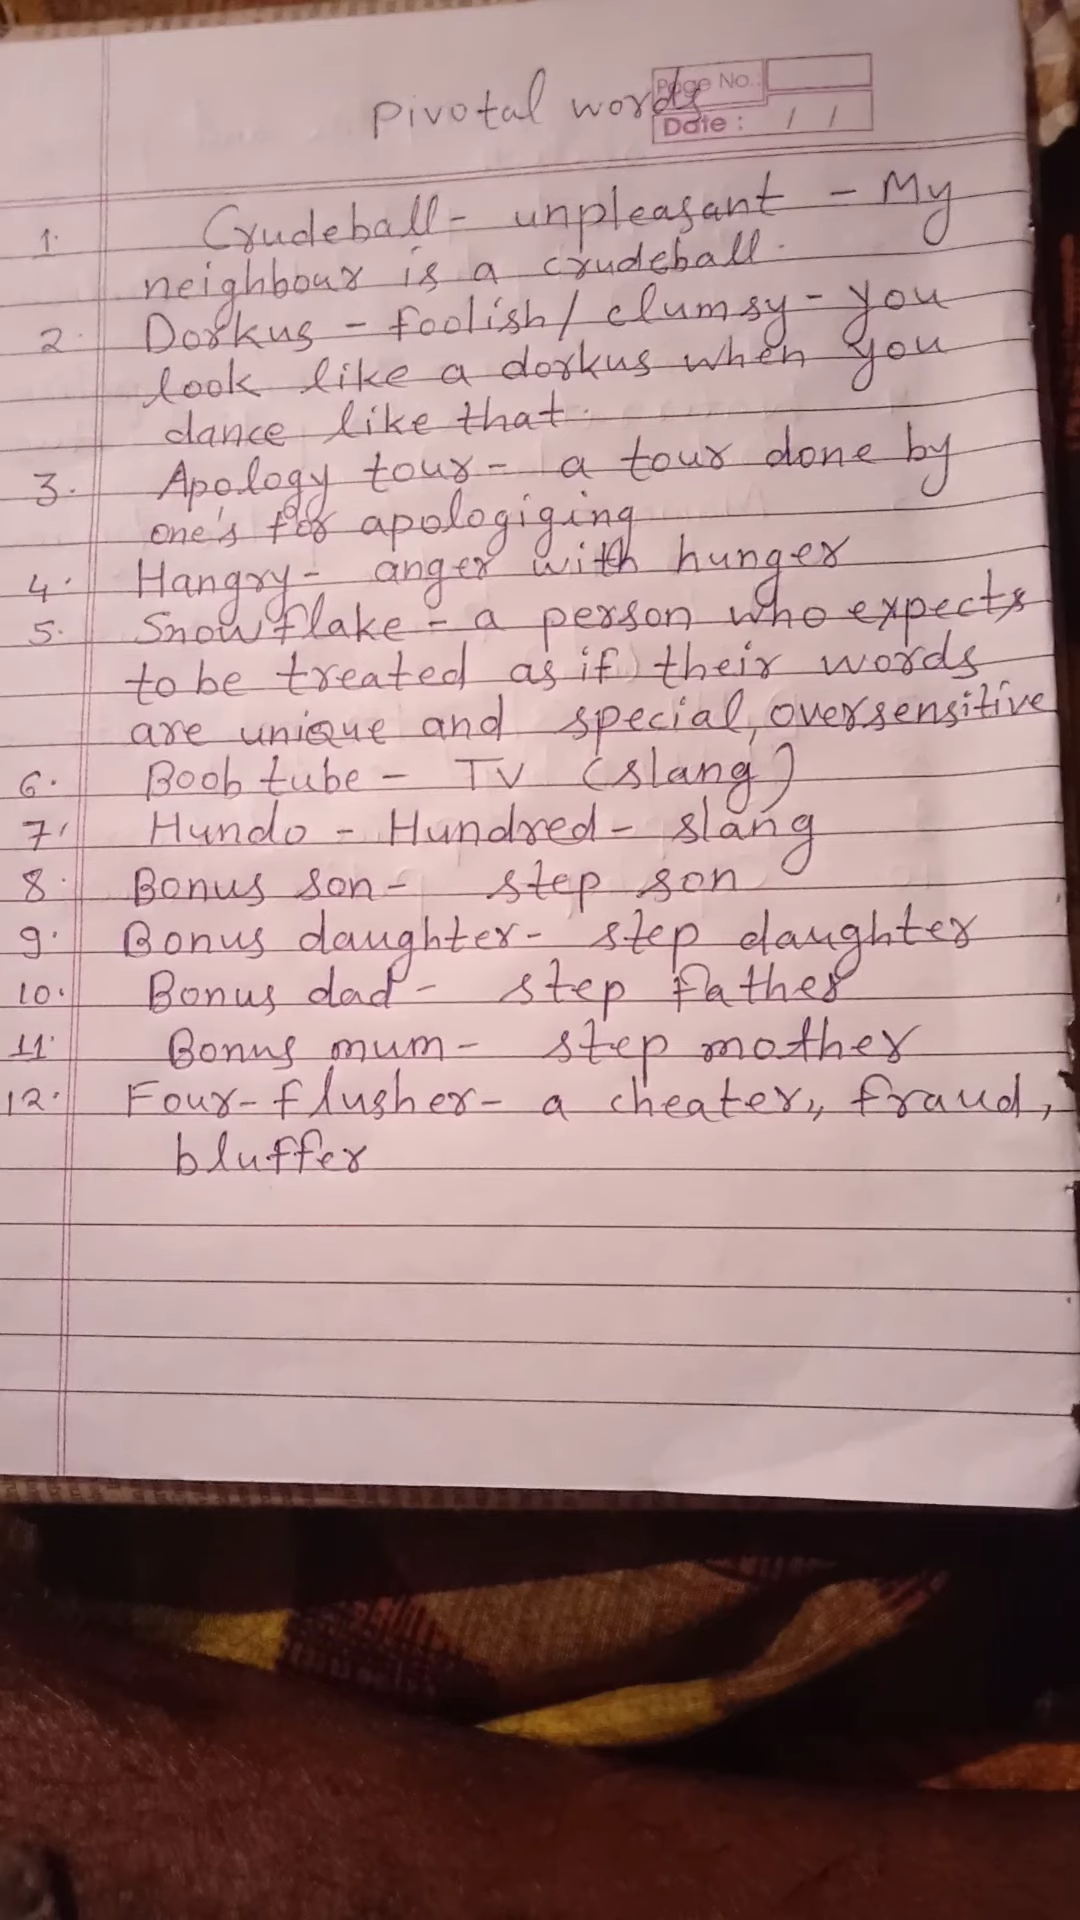 Pivotal words
Page No.:
Date : / /
1. Crudeball- unpleasant - My
neighbour is a crudeball.
2. Dorkus - foolish/ clumsy- you
look like a dorkus when you
dance like that.
3. Apology tour- a tour done by
one's for apologiging
4. Hangry- anger with hunger
5. Snowflake- a person who expects
to be treated as if their words
are unique and special, oversensitive
6. Boob tube- TV (slang)
7. Hundo - Hundred- slang
8. Bonus son- step son
9. Bonus daughter- step daughter
10. Bonus dad- step father
11. Bonus mum- step mother
12. Four-flusher- a cheater,, fraud,
bluffer